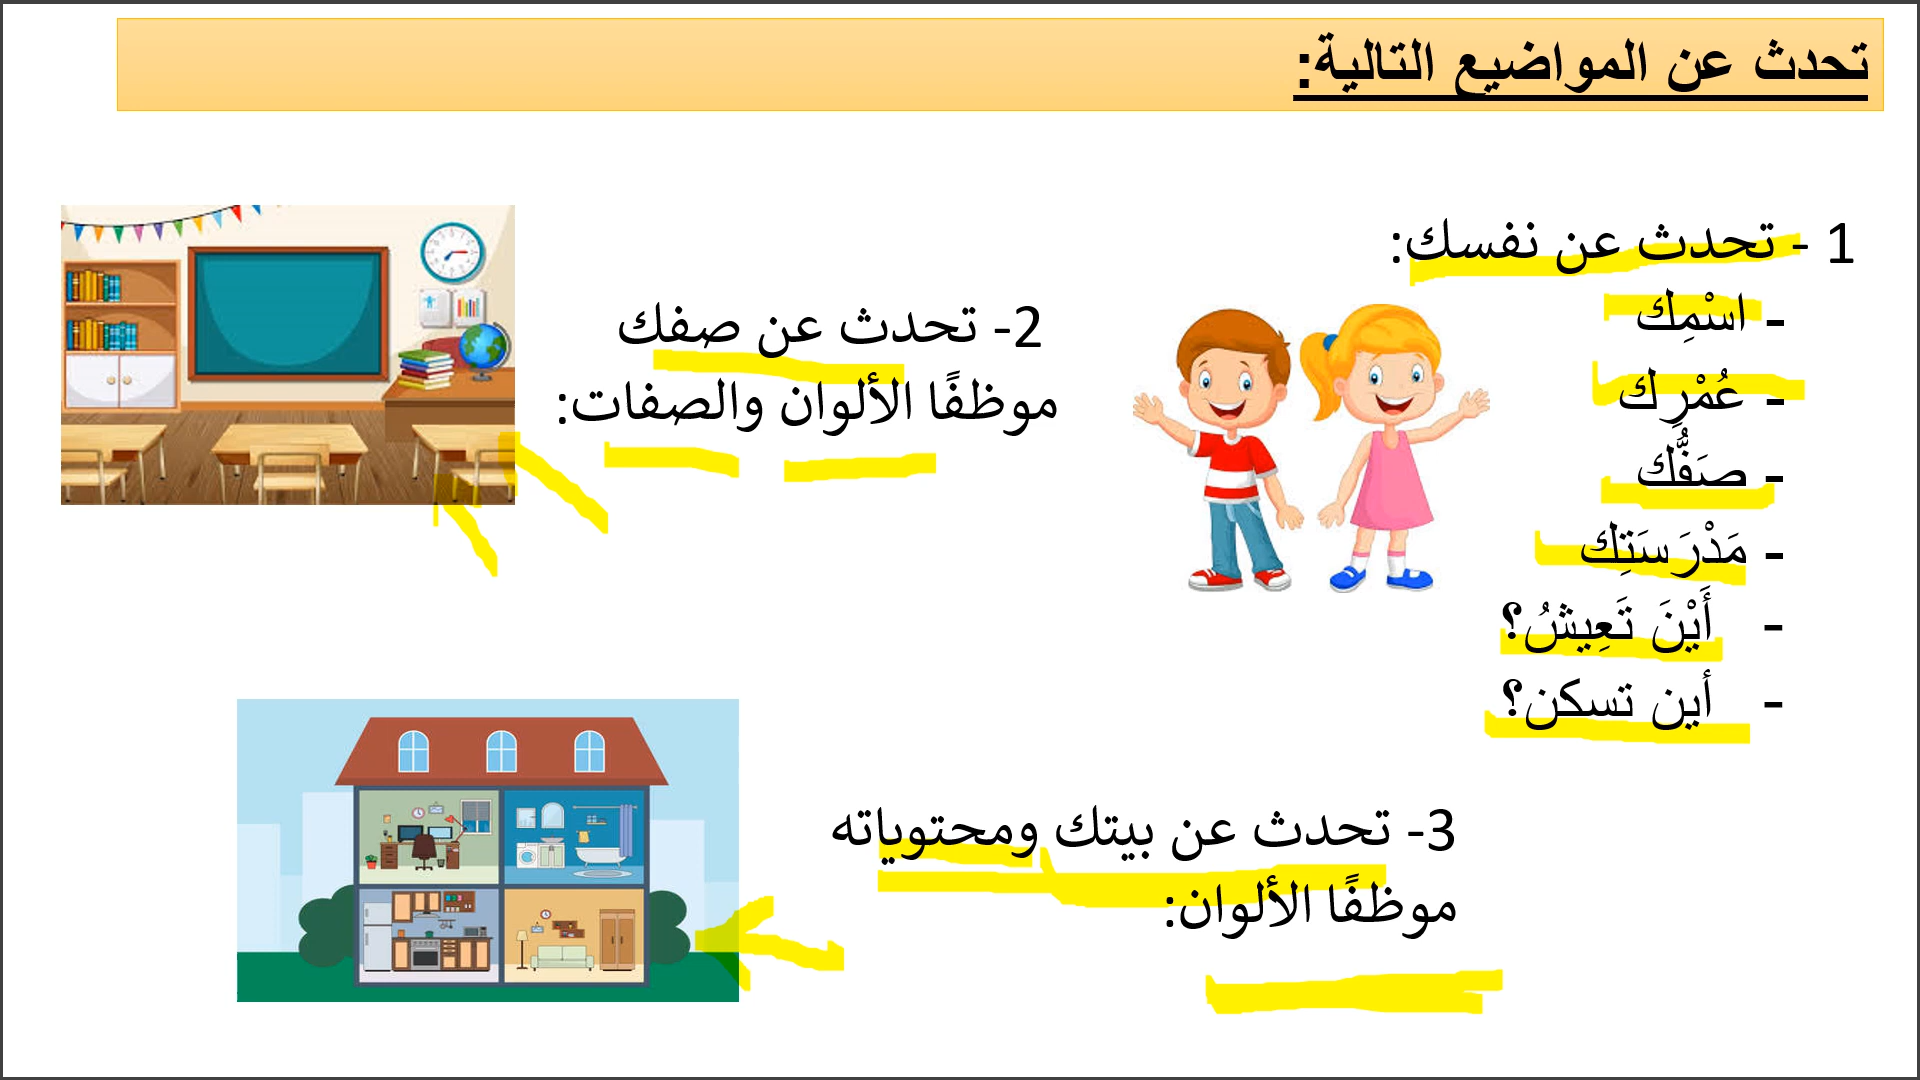 تحدث عن المواضيع التالية:
1 - تحدث عن نفسك:
- اسْمِك
- عُمْرِك
- صَفُّك
- مَدْرَسَتِك
- أَيْنَ تَعِيشُ؟
- أين تسكن؟
2- تحدث عن صفك
موظفًا الألوان والصفات:
3- تحدث عن بيتك ومحتوياته
موظفًا الألوان: